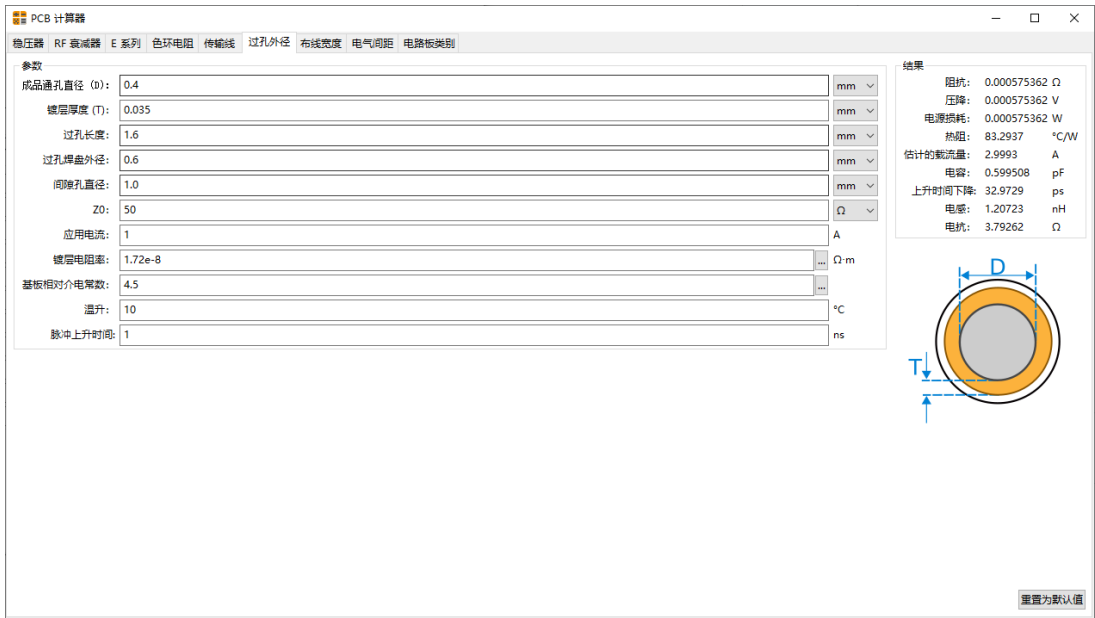 PCB 计算器
稳压器 RF 衰减器 E 系列 色环电阻 传输线 过孔外径 布线宽度 电气间距 电路板类别
参数
成品通孔直径（D）: 0.4 mm
镀层厚度 (T): 0.035 mm
过孔长度: 1.6 mm
过孔焊盘外径: 0.6 mm
间隙孔直径: 1.0 mm
Z0: 50 Ω
应用电流: 1 A
镀层电阻率: 1.72e-8 ... Ω·m
基板相对介电常数: 4.5 ...
温升: 10 °C
脉冲上升时间: 1 ns
结果
阻抗: 0.000575362 Ω
压降: 0.000575362 V
电源损耗: 0.000575362 W
热阻: 83.2937 °C/W
估计的载流量: 2.9993 A
电容: 0.599508 pF
上升时间下降: 32.9729 ps
电感: 1.20723 nH
电抗: 3.79262 Ω
D
T
重置为默认值